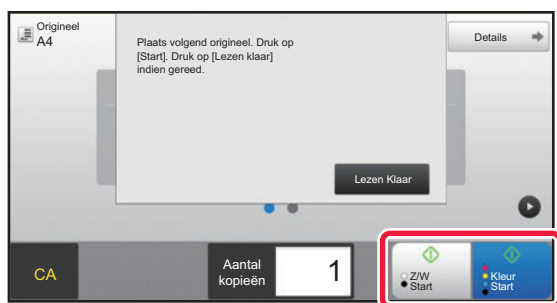 Origineel
A4
Plaats volgend origineel. Druk op
[Start]. Druk op [Lezen klaar]
indien gereed.
Details
Lezen Klaar
CA
Aantal
kopieën
1
Z/W
Start
Kleur
Start